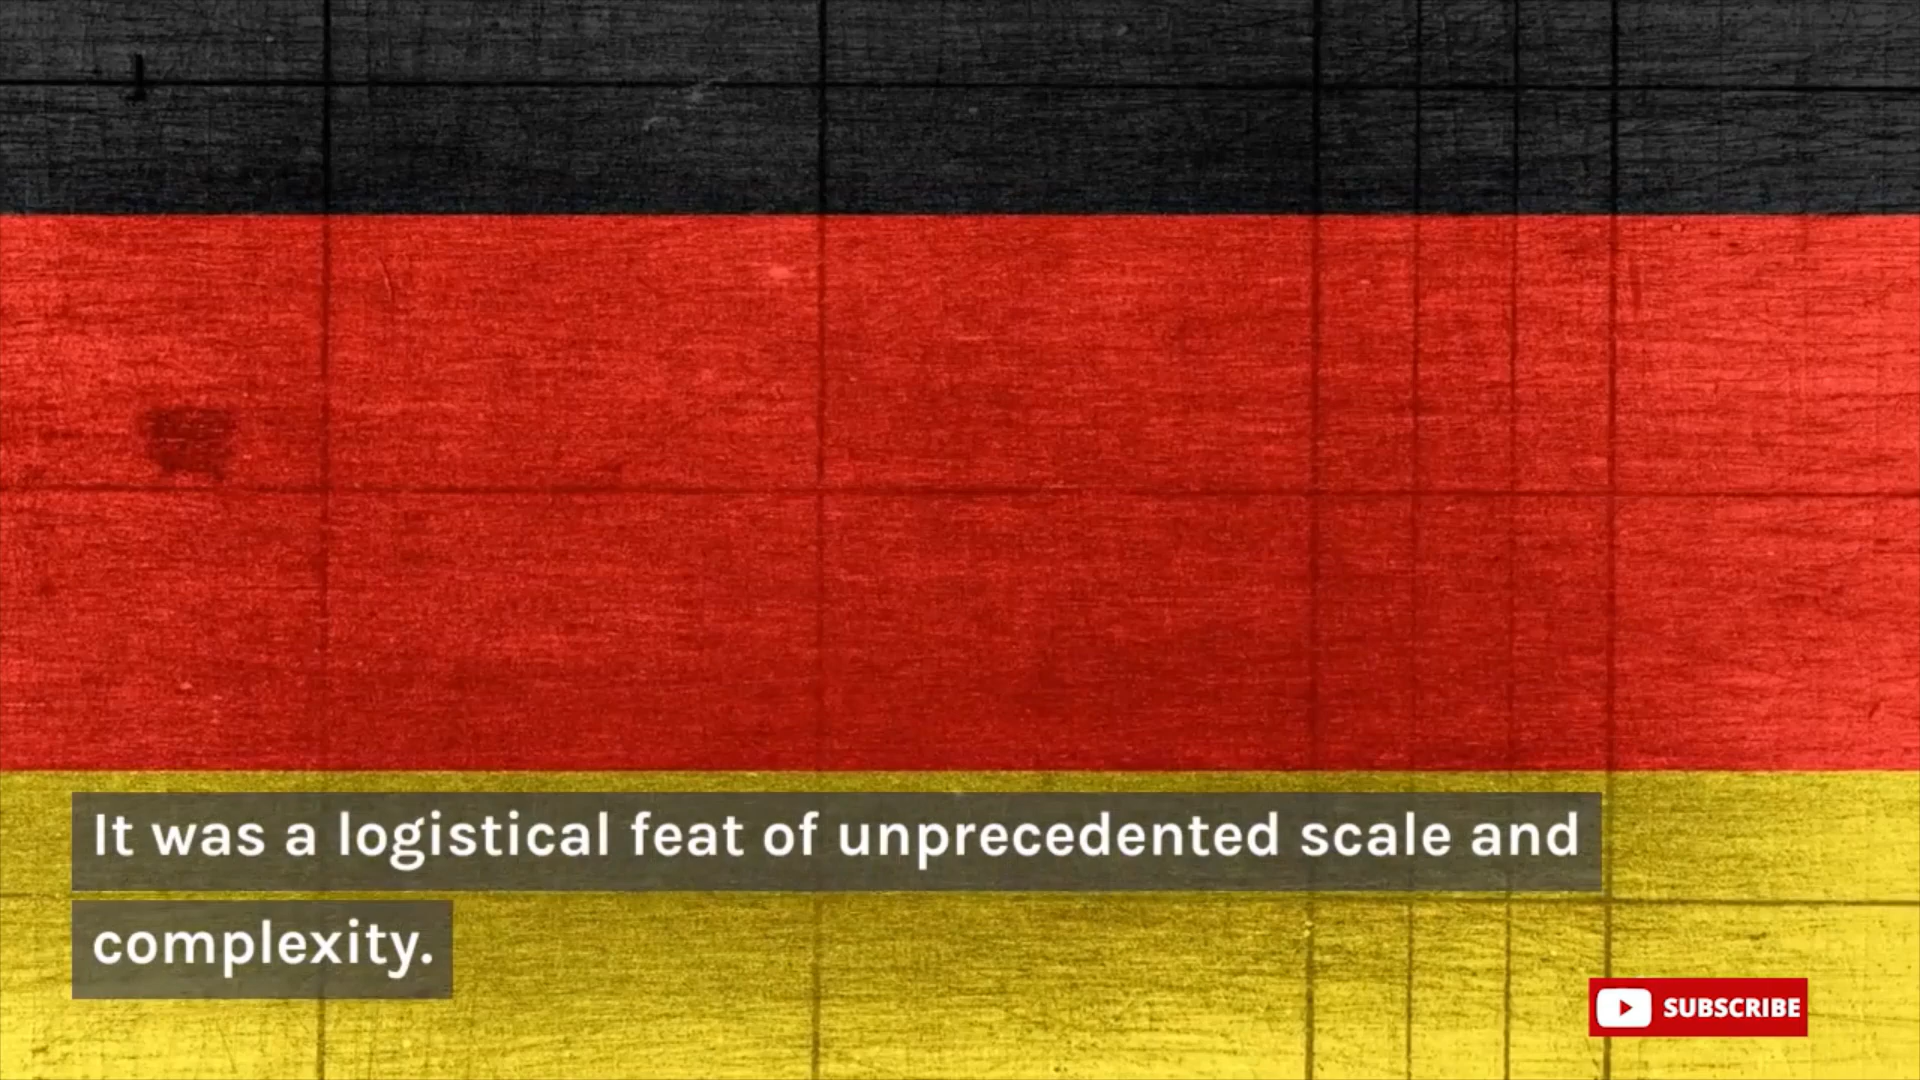 It was a logistical feat of unprecedented scale and
complexity.
SUBSCRIBE